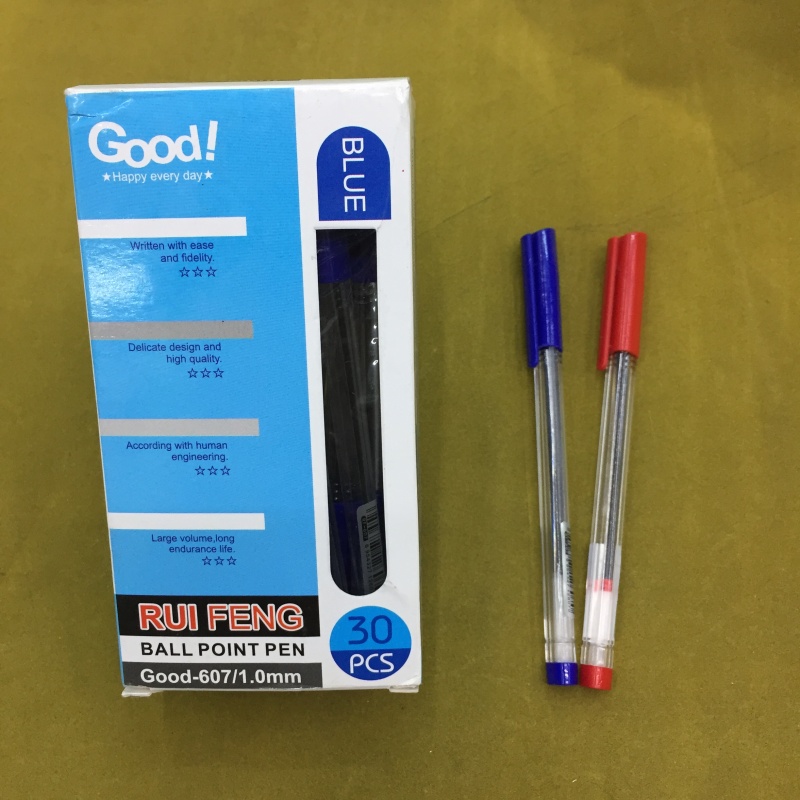 Good!
★Happy every day★
BLUE
Written with ease
and fidelity.
☆☆☆
Delicate design and
high quality.
☆☆☆
According with human
engineering.
☆☆☆
Large volume,long
endurance life.
☆☆☆
RUI FENG
BALL POINT PEN
Good-607/1.0mm
30
PCS